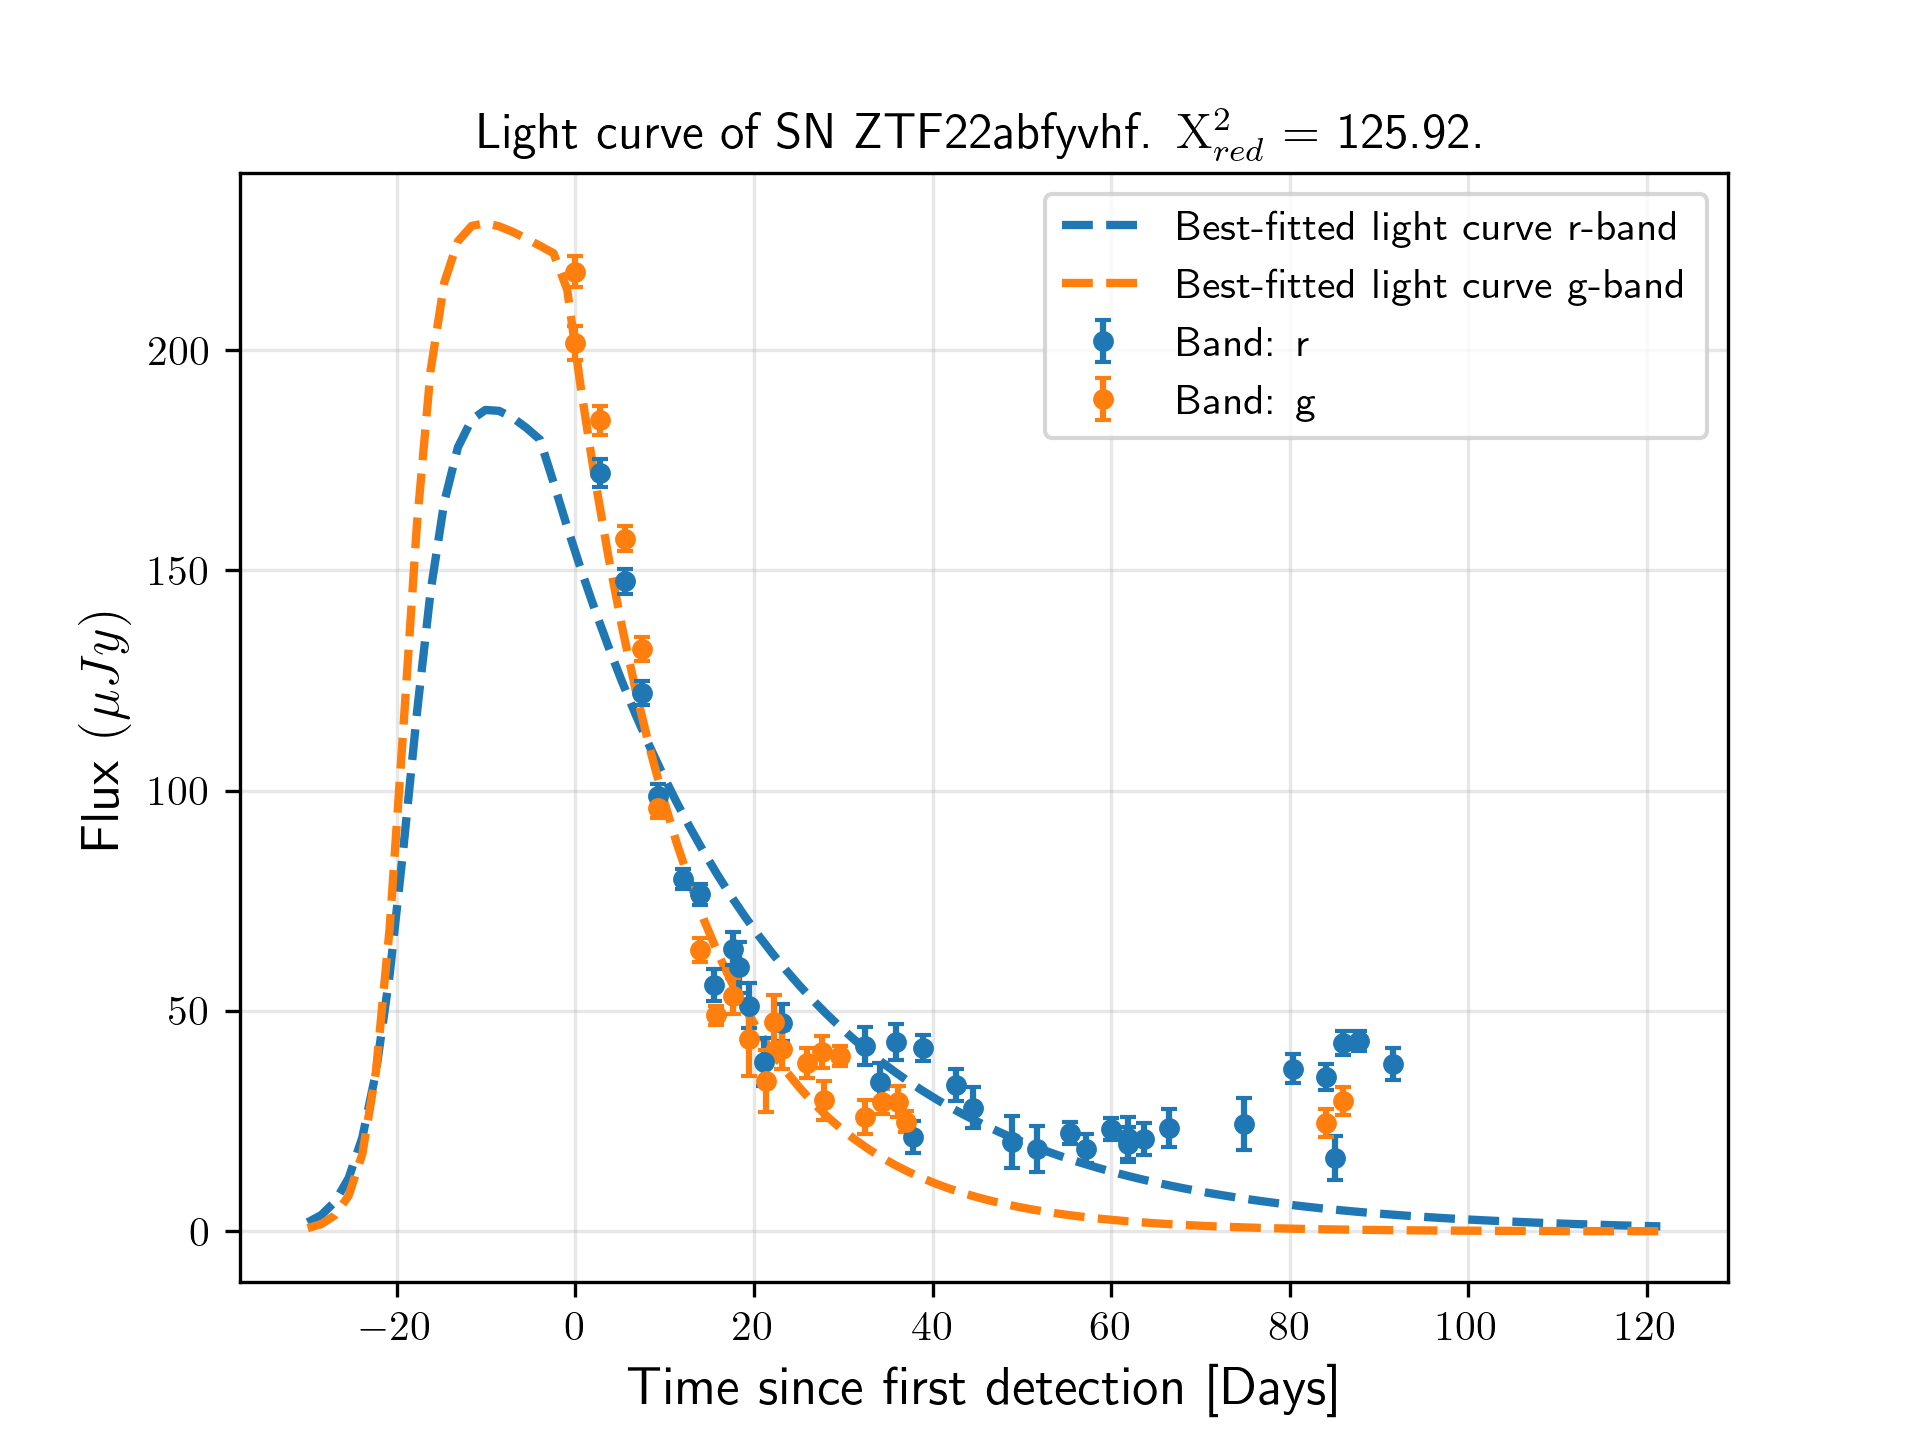 Light curve of SN ZTF22abfyvhf. X²_red = 125.92.
Best-fitted light curve r-band
Best-fitted light curve g-band
Band: r
Band: g
Flux (μJy)
200
150
100
50
0
−20 0 20 40 60 80 100 120
Time since first detection [Days]